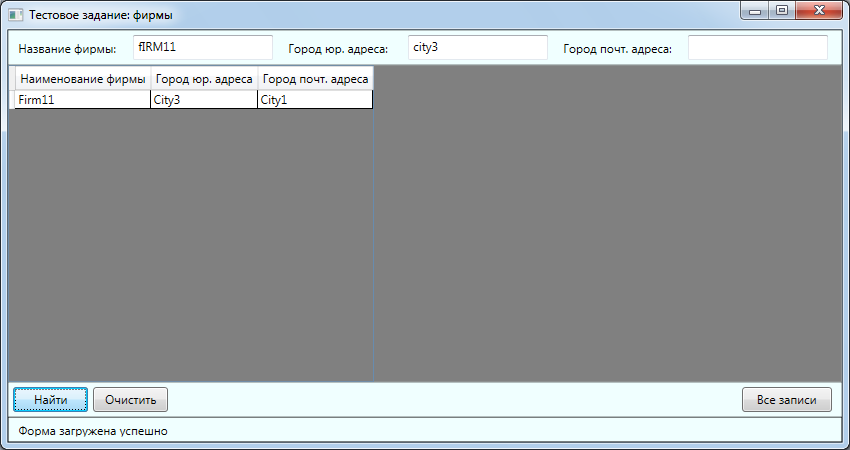 Тестовое задание: фирмы
Название фирмы: fIRM11 Город юр. адреса: city3 Город почт. адреса:
Наименование фирмы Город юр. адреса Город почт. адреса
Firm11 City3 City1
Найти Очистить Все записи
Форма загружена успешно